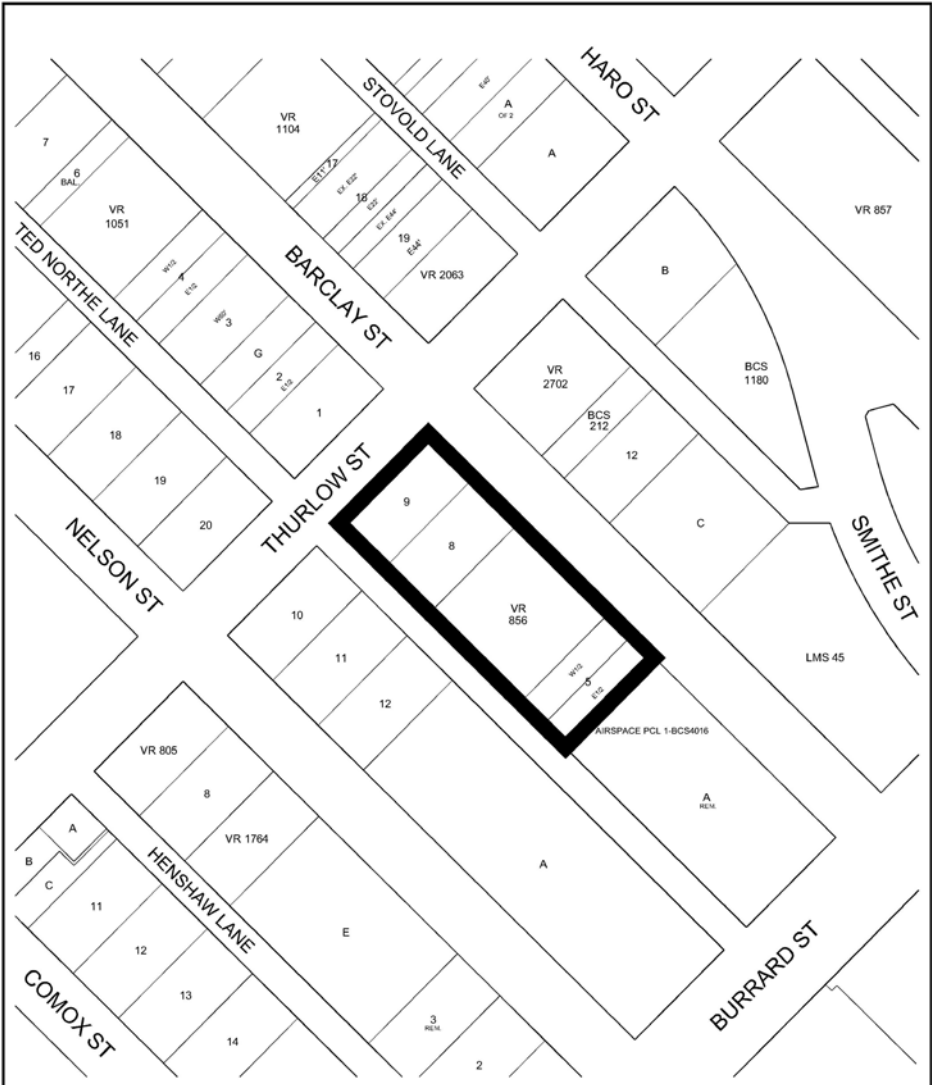 HARO ST
STOVOLD LANE
E40'
A
OF 2
A
VR
1104
E11' 17
EX. E22'
18
E22'
EX. E44'
19
E44'
VR 2063
7
6
BAL.
VR
1051
TED NORTHE LANE
BARCLAY ST
W1/2
4
E1/2
W60'
3
G
2
E1/2
1
VR 857
B
BCS
1180
VR
2702
BCS
212
12
C
SMITHE ST
LMS 45
16
17
18
19
20
THURLOW ST
NELSON ST
9
8
VR
856
W1/2
5
E1/2
AIRSPACE PCL 1-BCS4016
A
REM.
10
11
12
A
VR 805
8
VR 1764
HENSHAW LANE
E
A
B
C
11
12
13
14
COMOX ST
3
REM.
2
BURRARD ST